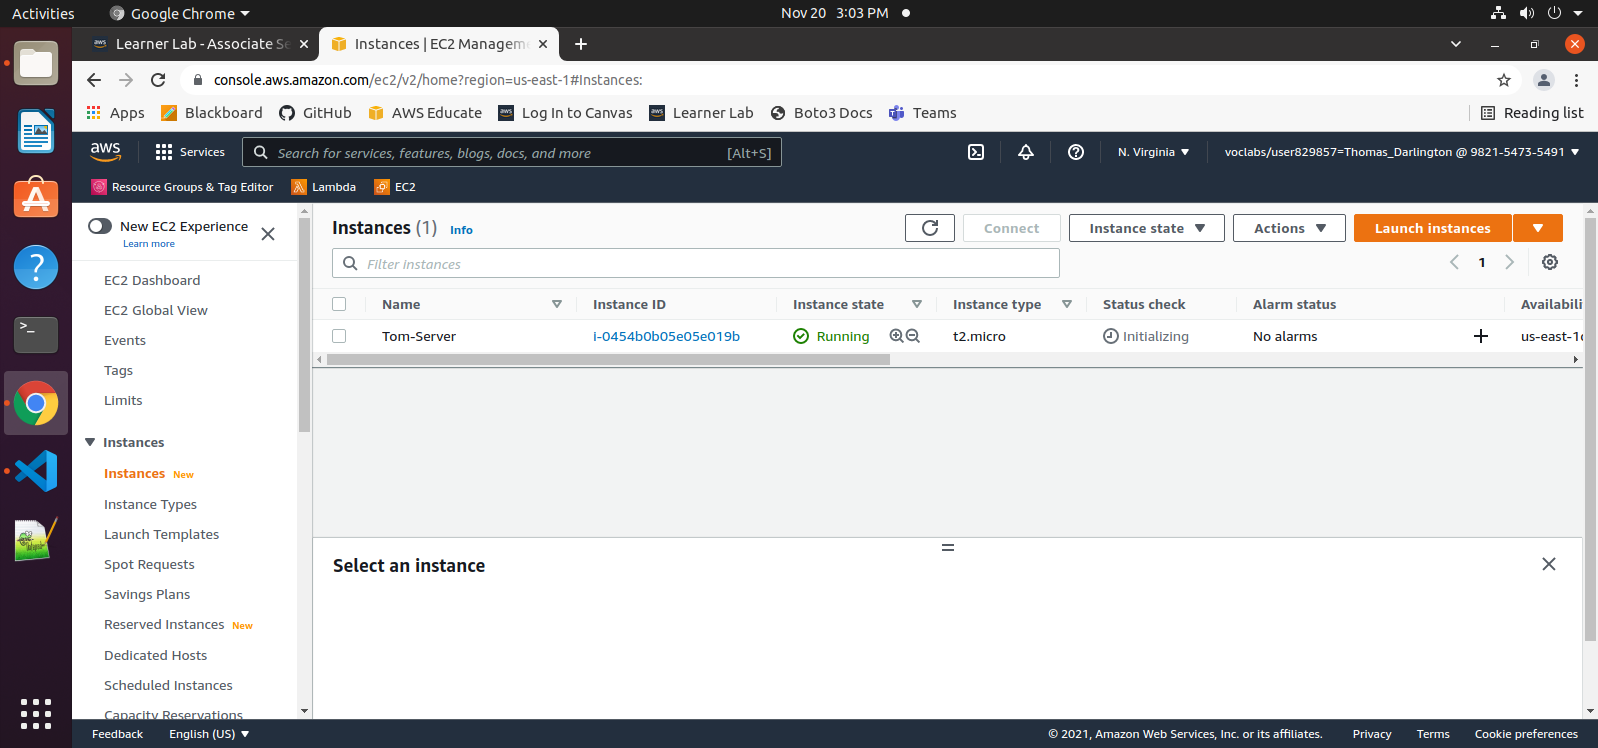 Activities
Google Chrome
Nov 20 3:03 PM
Learner Lab - Associate Se
Instances | EC2 Managem
console.aws.amazon.com/ec2/v2/home?region=us-east-1#Instances:
Apps
Blackboard
GitHub
AWS Educate
Log In to Canvas
Learner Lab
Boto3 Docs
Teams
Reading list
aws
Services
Search for services, features, blogs, docs, and more
[Alt+S]
N. Virginia
voclabs/user829857=Thomas_Darlington @ 9821-5473-5491
Resource Groups & Tag Editor
Lambda
EC2
New EC2 Experience
Learn more
EC2 Dashboard
EC2 Global View
Events
Tags
Limits
Instances
Instances New
Instance Types
Launch Templates
Spot Requests
Savings Plans
Reserved Instances New
Dedicated Hosts
Scheduled Instances
Capacity Reservations
Instances (1) Info
Connect
Instance state
Actions
Launch instances
Filter Instances
1
Name
Instance ID
Instance state
Instance type
Status check
Alarm status
Availabili
Tom-Server
i-0454b0b05e05e019b
Running
t2.micro
Initializing
No alarms
us-east-1
Select an instance
Feedback
English (US)
© 2021, Amazon Web Services, Inc. or its affiliates.
Privacy
Terms
Cookie preferences